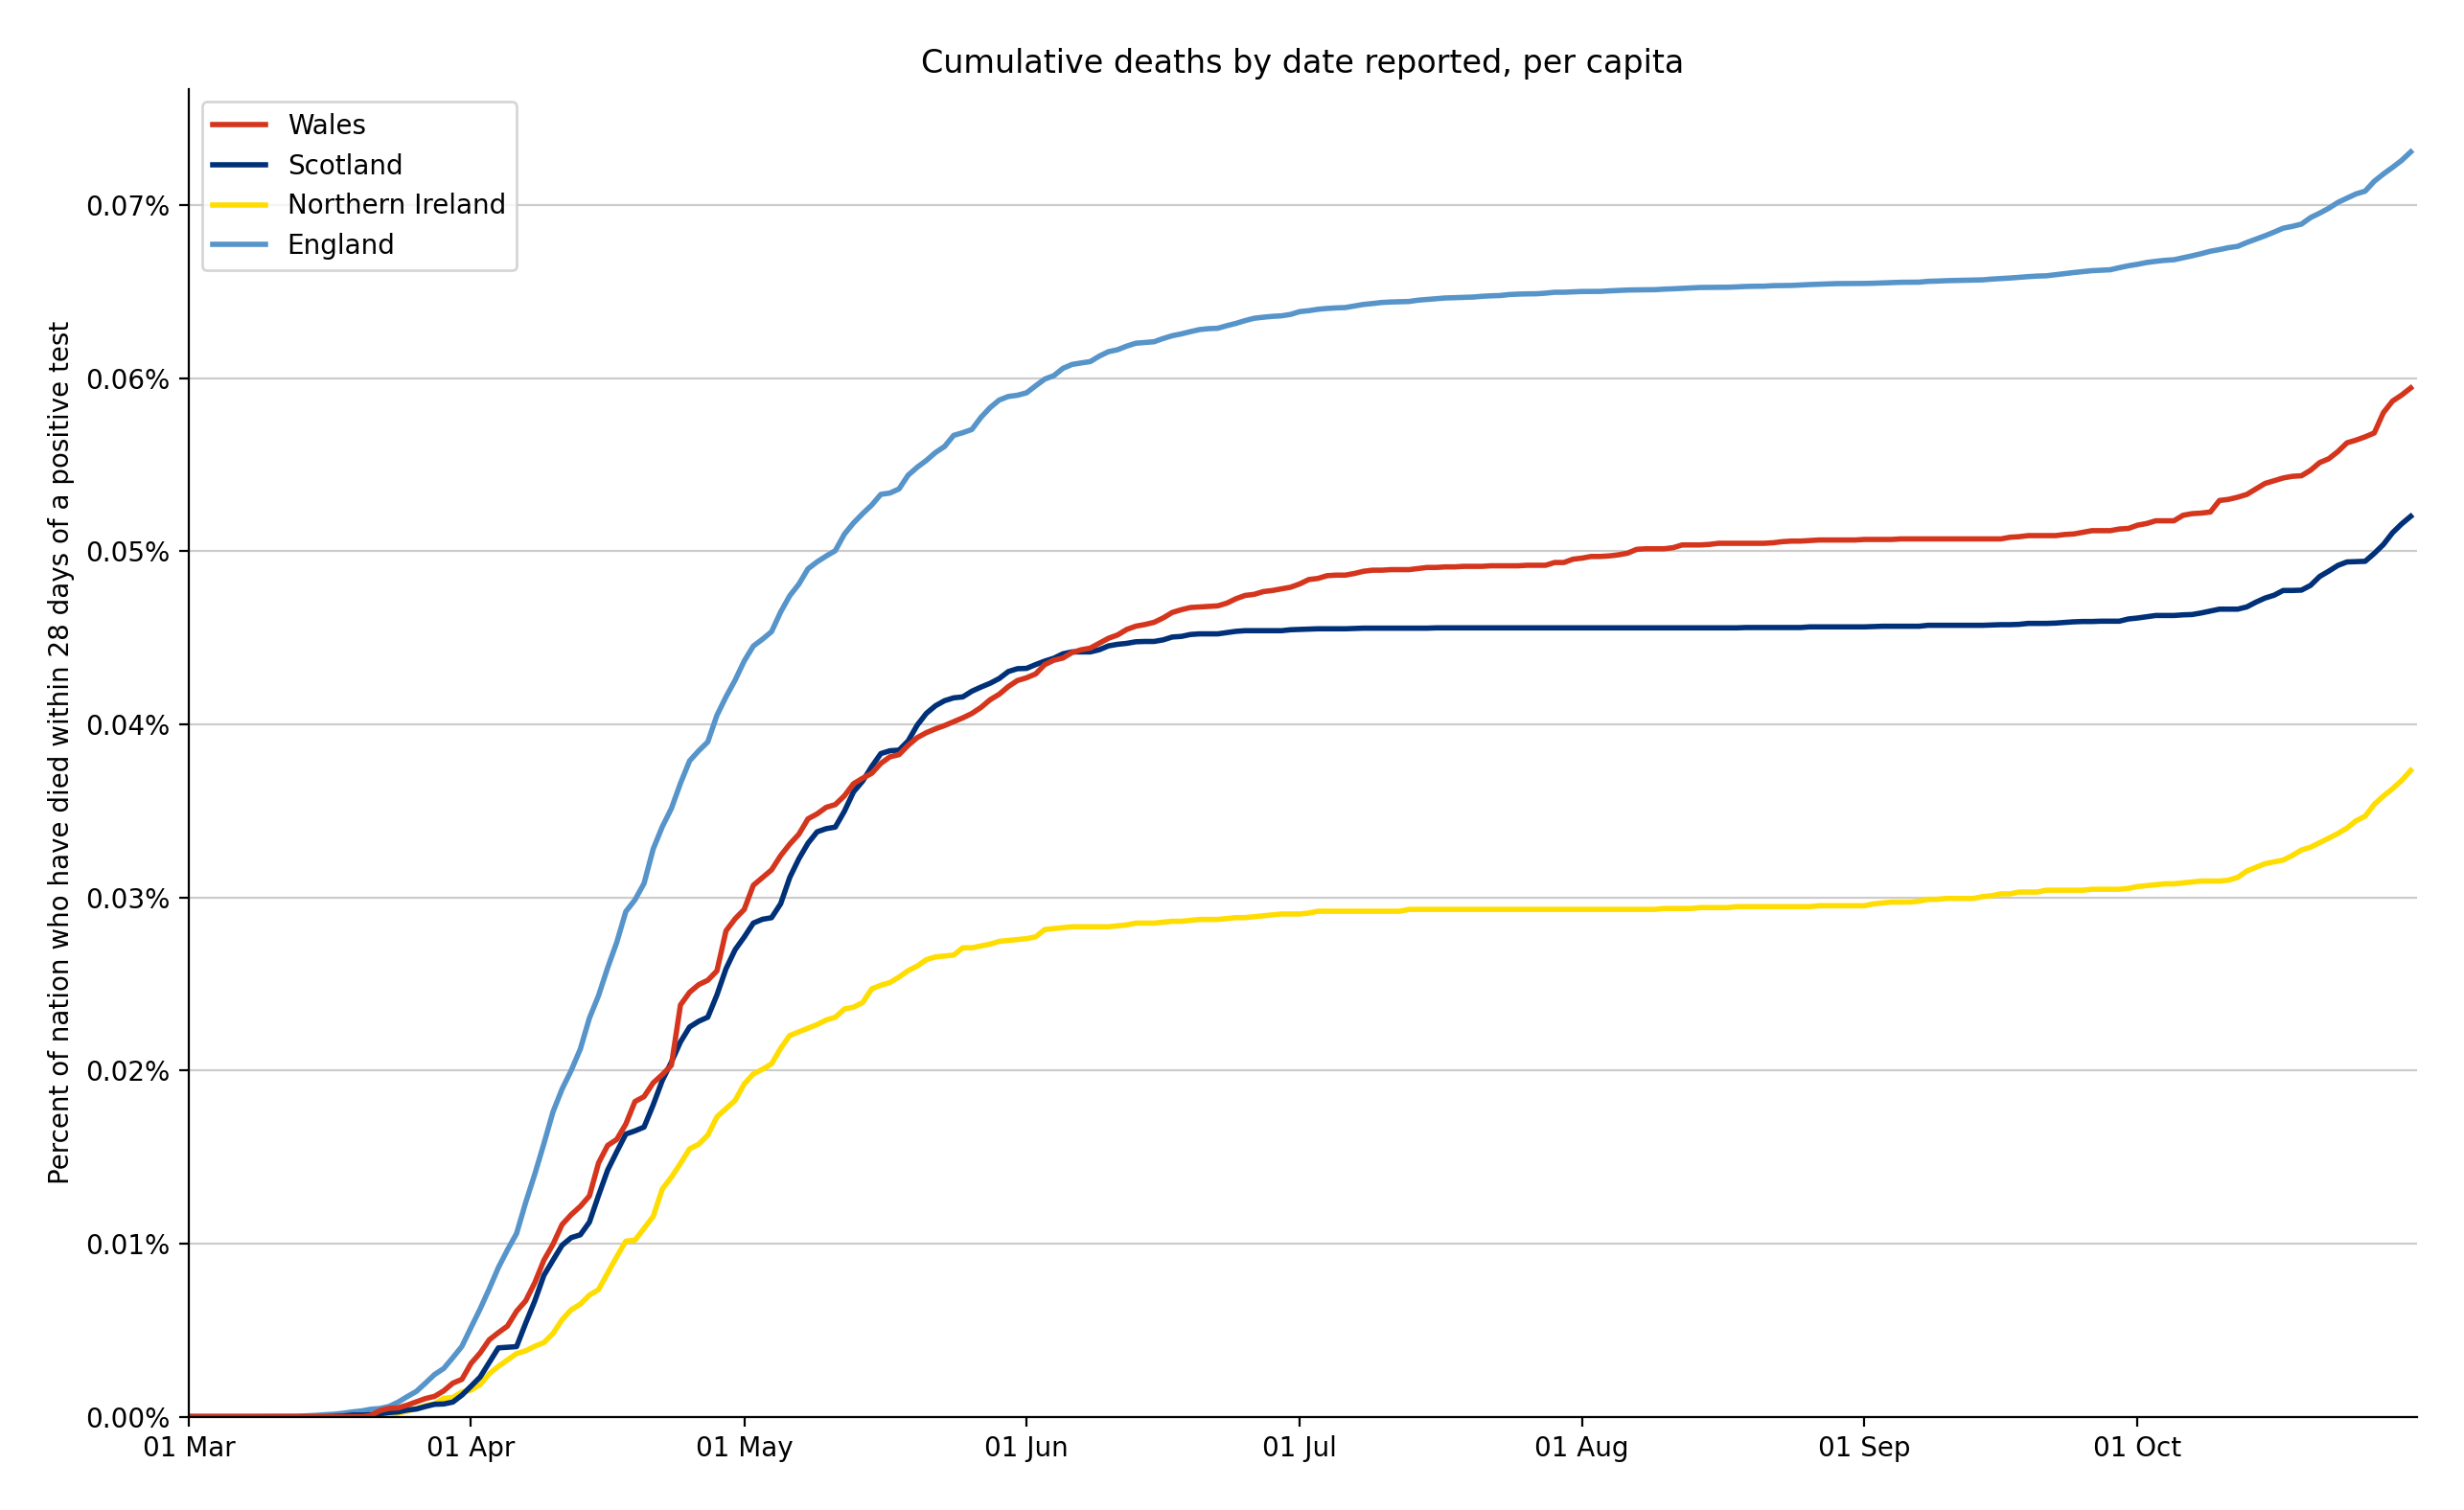 Cumulative deaths by date reported, per capita
Wales
Scotland
Northern Ireland
England
Percent of nation who have died within 28 days of a positive test
0.07%
0.06%
0.05%
0.04%
0.03%
0.02%
0.01%
0.00%
01 Mar
01 Apr
01 May
01 Jun
01 Jul
01 Aug
01 Sep
01 Oct